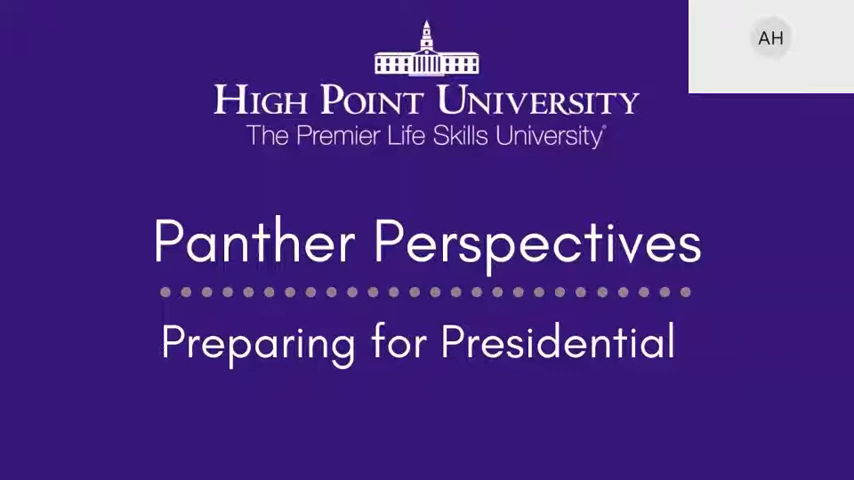 AH
HIGH POINT UNIVERSITY
The Premier Life Skills University®
Panther Perspectives
Preparing for Presidential